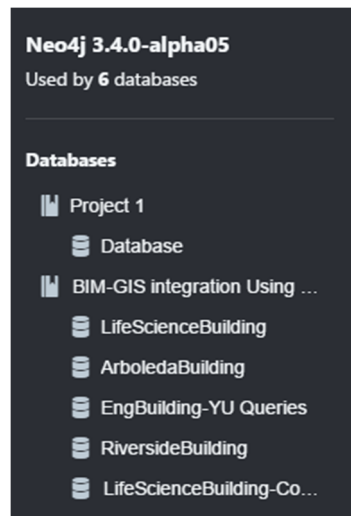 Neo4j 3.4.0-alpha05
Used by 6 databases
Databases
Project 1
Database
BIM-GIS integration Using ...
LifeScienceBuilding
ArboledaBuilding
EngBuilding-YU Queries
RiversideBuilding
LifeScienceBuilding-Co...